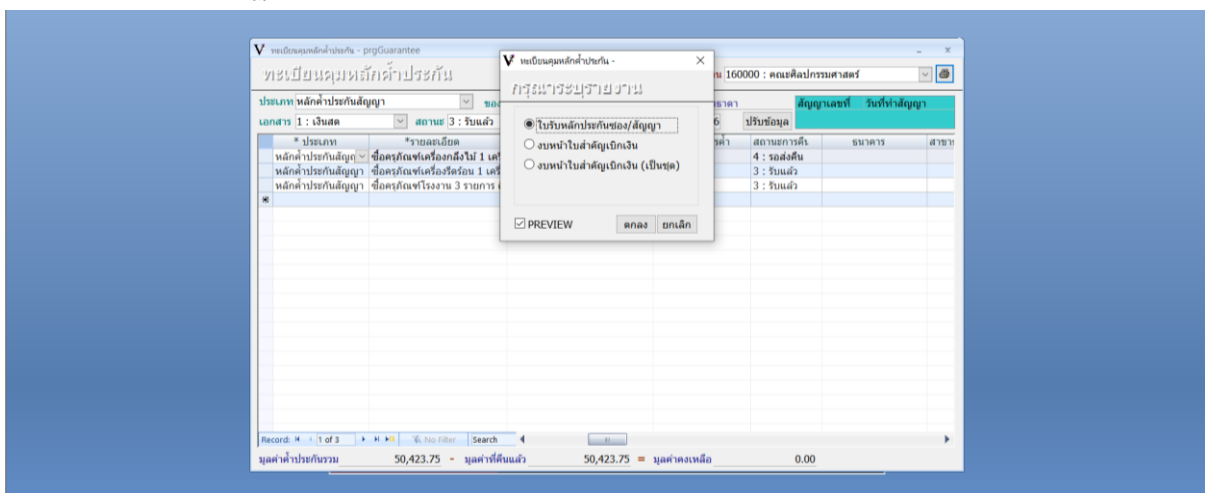 ทะเบียนคุมหลักค้ำประกัน - prgGuarantee
ทะเบียนคุมหลักค้ำประกัน
160000 : คณะศิลปกรรมศาสตร์
ประเภท หลักค้ำประกันสัญญา
สัญญาเลขที่ วันที่ทำสัญญา
เอกสาร 1 : เงินสด สถานะ 3 : รับแล้ว
ปรับข้อมูล
* ประเภท *รายละเอียด สถานะการคืน ธนาคาร
ซื้อครุภัณฑ์เครื่องกลึงไม้ 1 4 : รอส่งคืน
หลักค้ำประกันสัญญา ซื้อครุภัณฑ์เครื่องรีดร้อน 1 3 : รับแล้ว
หลักค้ำประกันสัญญา ซื้อครุภัณฑ์โรงงาน 3 รายการ 3 : รับแล้ว
ทะเบียนคุมหลักค้ำประกัน -
กรุณาระบุรายงาน
ใบรับหลักประกันซอง/สัญญา
งบหน้าใบสำคัญเบิกเงิน
งบหน้าใบสำคัญเบิกเงิน (เป็นชุด)
PREVIEW ตกลง ยกเลิก
Record: 1 of 3 No Filter Search
มูลค่าค้ำประกันรวม 50,423.75 - มูลค่าที่คืนแล้ว 50,423.75 = มูลค่าคงเหลือ 0.00